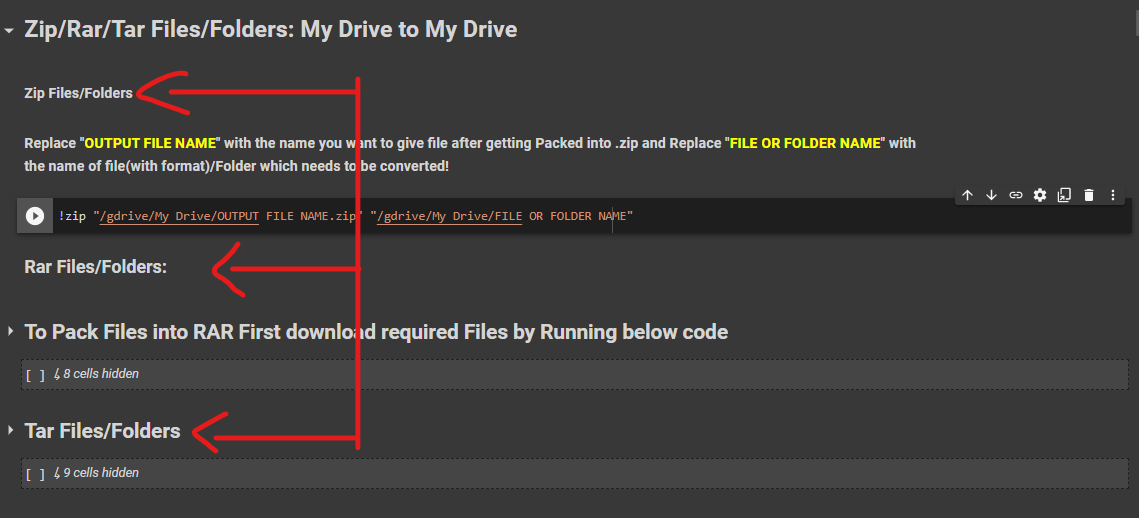 Zip/Rar/Tar Files/Folders: My Drive to My Drive
Zip Files/Folders
Replace "OUTPUT FILE NAME" with the name you want to give file after getting Packed into .zip and Replace "FILE OR FOLDER NAME" with
the name of file(with format)/Folder which needs to be converted!
!zip "/gdrive/My Drive/OUTPUT FILE NAME.zip" "/gdrive/My Drive/FILE OR FOLDER NAME"
Rar Files/Folders:
To Pack Files into RAR First download required Files by Running below code
[ ] ↳ 8 cells hidden
Tar Files/Folders
[ ] ↳ 9 cells hidden